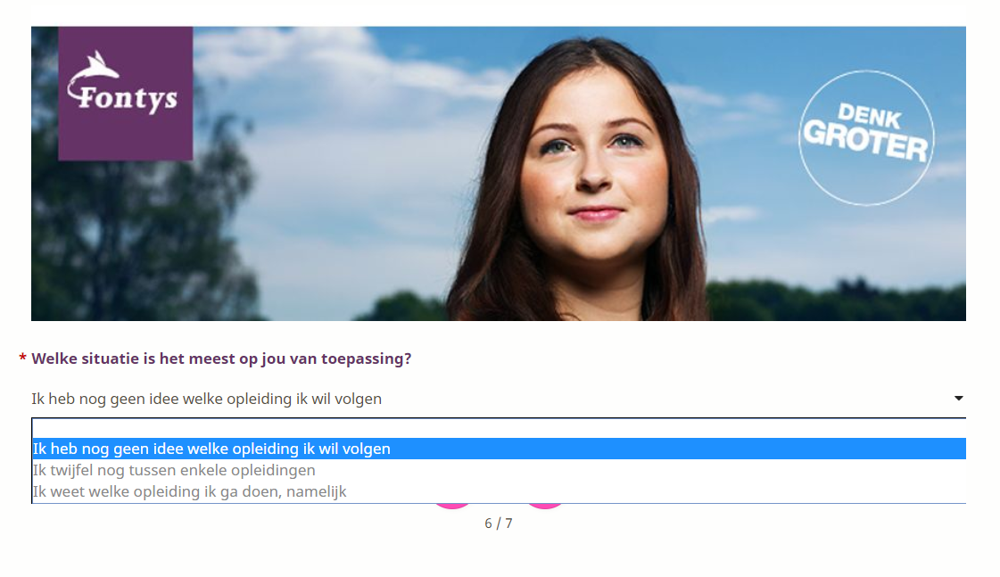 Fontys
DENK
GROTER
* Welke situatie is het meest op jou van toepassing?
Ik heb nog geen idee welke opleiding ik wil volgen
Ik heb nog geen idee welke opleiding ik wil volgen
Ik twijfel nog tussen enkele opleidingen
Ik weet welke opleiding ik ga doen, namelijk
6 / 7